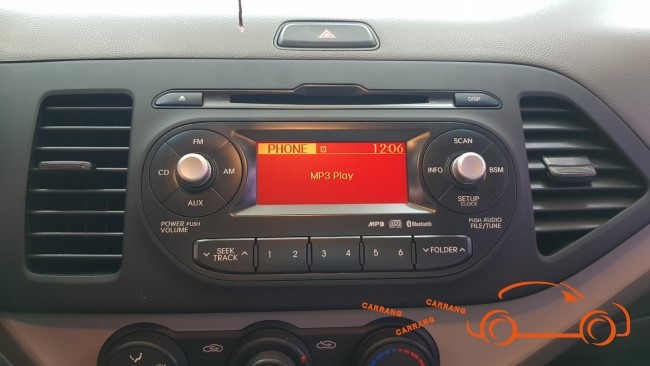 DISP
FM
CD
AM
AUX
POWER PUSH
VOLUME
PHONE 12:06
MP3 Play
SCAN
INFO
BSM
SETUP
CLOCK
PUSH AUDIO
FILE/TUNE
MP3
Bluetooth
SEEK
TRACK
1 2 3 4 5 6
FOLDER
CARRANG
CARRANG
CARRANG